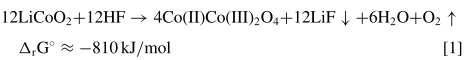 12LiCoO₂+12HF → 4Co(II)Co(III)₂O₄+12LiF ↓ +6H₂O+O₂ ↑
ΔᵣG° ≈ −810 kJ/mol [1]